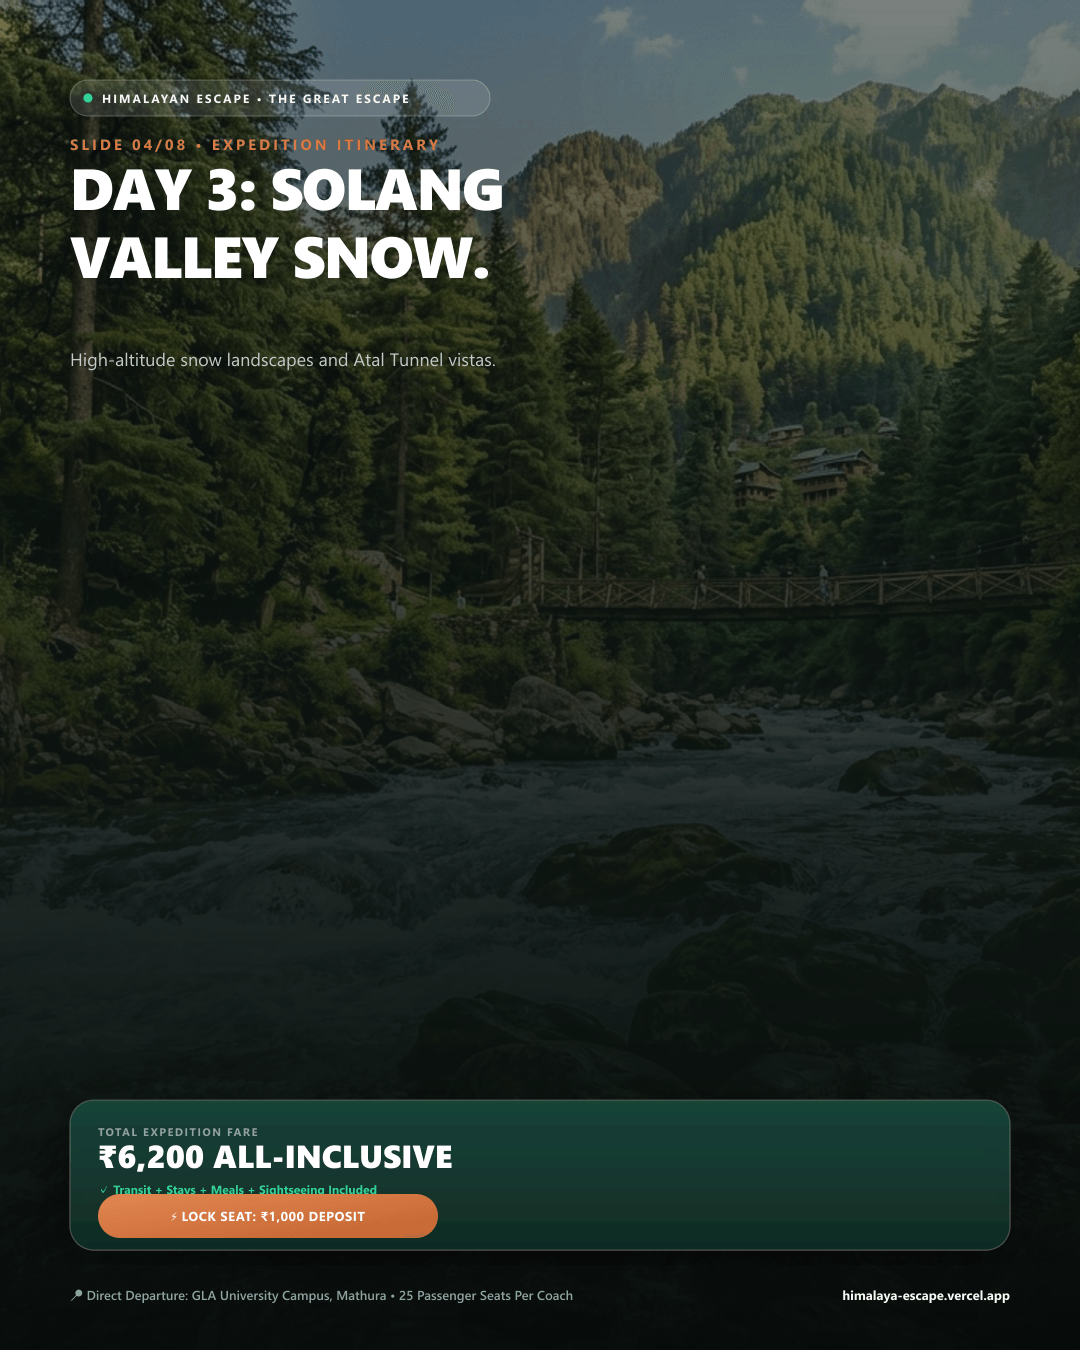 HIMALAYAN ESCAPE • THE GREAT ESCAPE
SLIDE 04/08 • EXPEDITION ITINERARY
DAY 3: SOLANG
VALLEY SNOW.
High-altitude snow landscapes and Atal Tunnel vistas.
TOTAL EXPEDITION FARE
₹6,200 ALL-INCLUSIVE
✓ Transit + Stays + Meals + Sightseeing Included
⚡ LOCK SEAT: ₹1,000 DEPOSIT
📍 Direct Departure: GLA University Campus, Mathura • 25 Passenger Seats Per Coach
himalaya-escape.vercel.app